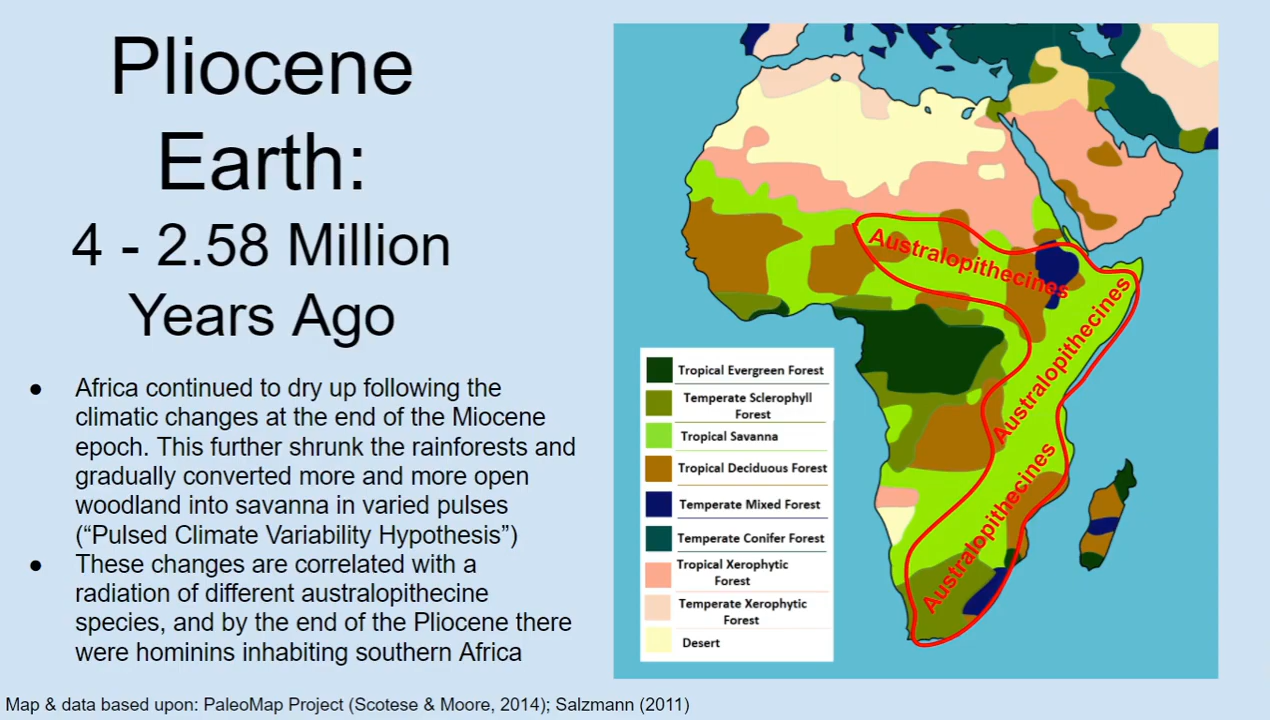 Pliocene
Earth:
4 - 2.58 Million
Years Ago
● Africa continued to dry up following the
climatic changes at the end of the Miocene
epoch. This further shrunk the rainforests and
gradually converted more and more open
woodland into savanna in varied pulses
(“Pulsed Climate Variability Hypothesis”)
● These changes are correlated with a
radiation of different australopithecine
species, and by the end of the Pliocene there
were hominins inhabiting southern Africa
Australopithecines
Australopithecines
Australopithecines
Tropical Evergreen Forest
Temperate Sclerophyll
Forest
Tropical Savanna
Tropical Deciduous Forest
Temperate Mixed Forest
Temperate Conifer Forest
Tropical Xerophytic
Forest
Temperate Xerophytic
Forest
Desert
Map & data based upon: PaleoMap Project (Scotese & Moore, 2014); Salzmann (2011)